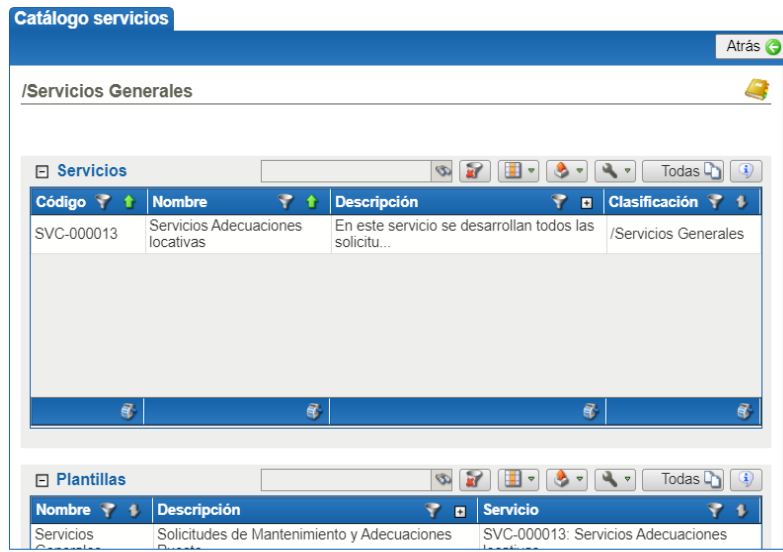 Catálogo servicios
Atrás
/Servicios Generales
Servicios
Todas
Código Nombre Descripción Clasificación
SVC-000013 Servicios Adecuaciones locativas En este servicio se desarrollan todos las solicitu... /Servicios Generales
Plantillas
Todas
Nombre Descripción Servicio
Servicios Solicitudes de Mantenimiento y Adecuaciones SVC-000013: Servicios Adecuaciones